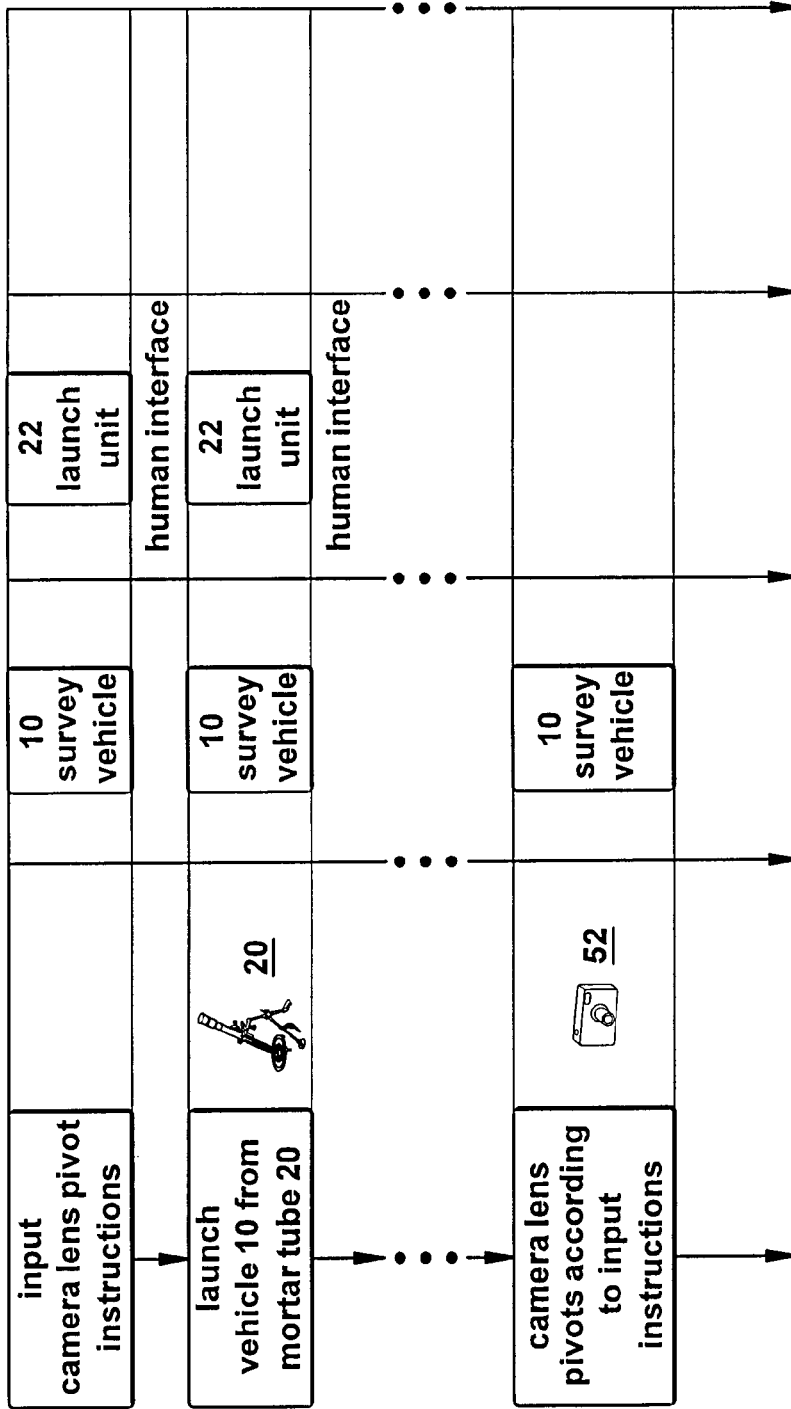 input
camera lens pivot
instructions
10
survey
vehicle
22
launch
unit
human interface
launch
vehicle 10 from
mortar tube 20
20
10
survey
vehicle
22
launch
unit
human interface
camera lens
pivots according
to input
instructions
52
10
survey
vehicle